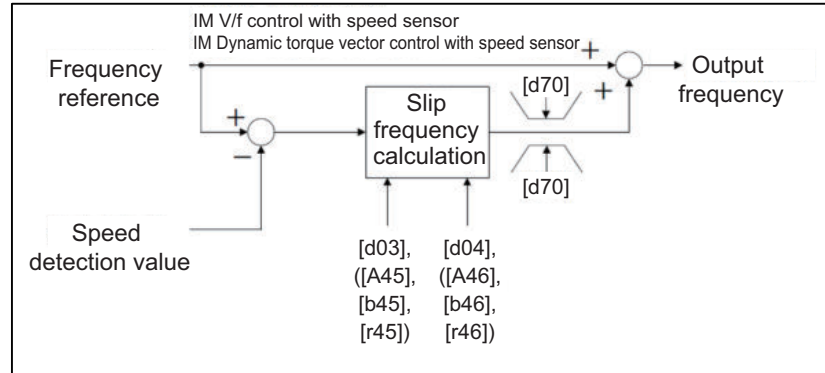 IM V/f control with speed sensor
IM Dynamic torque vector control with speed sensor
+
Frequency
reference
[d70]
Output
frequency
+
+
−
Slip
frequency
calculation
[d70]
Speed
detection value
[d03],
([A45],
[b45],
[r45])
[d04],
([A46],
[b46],
[r46])